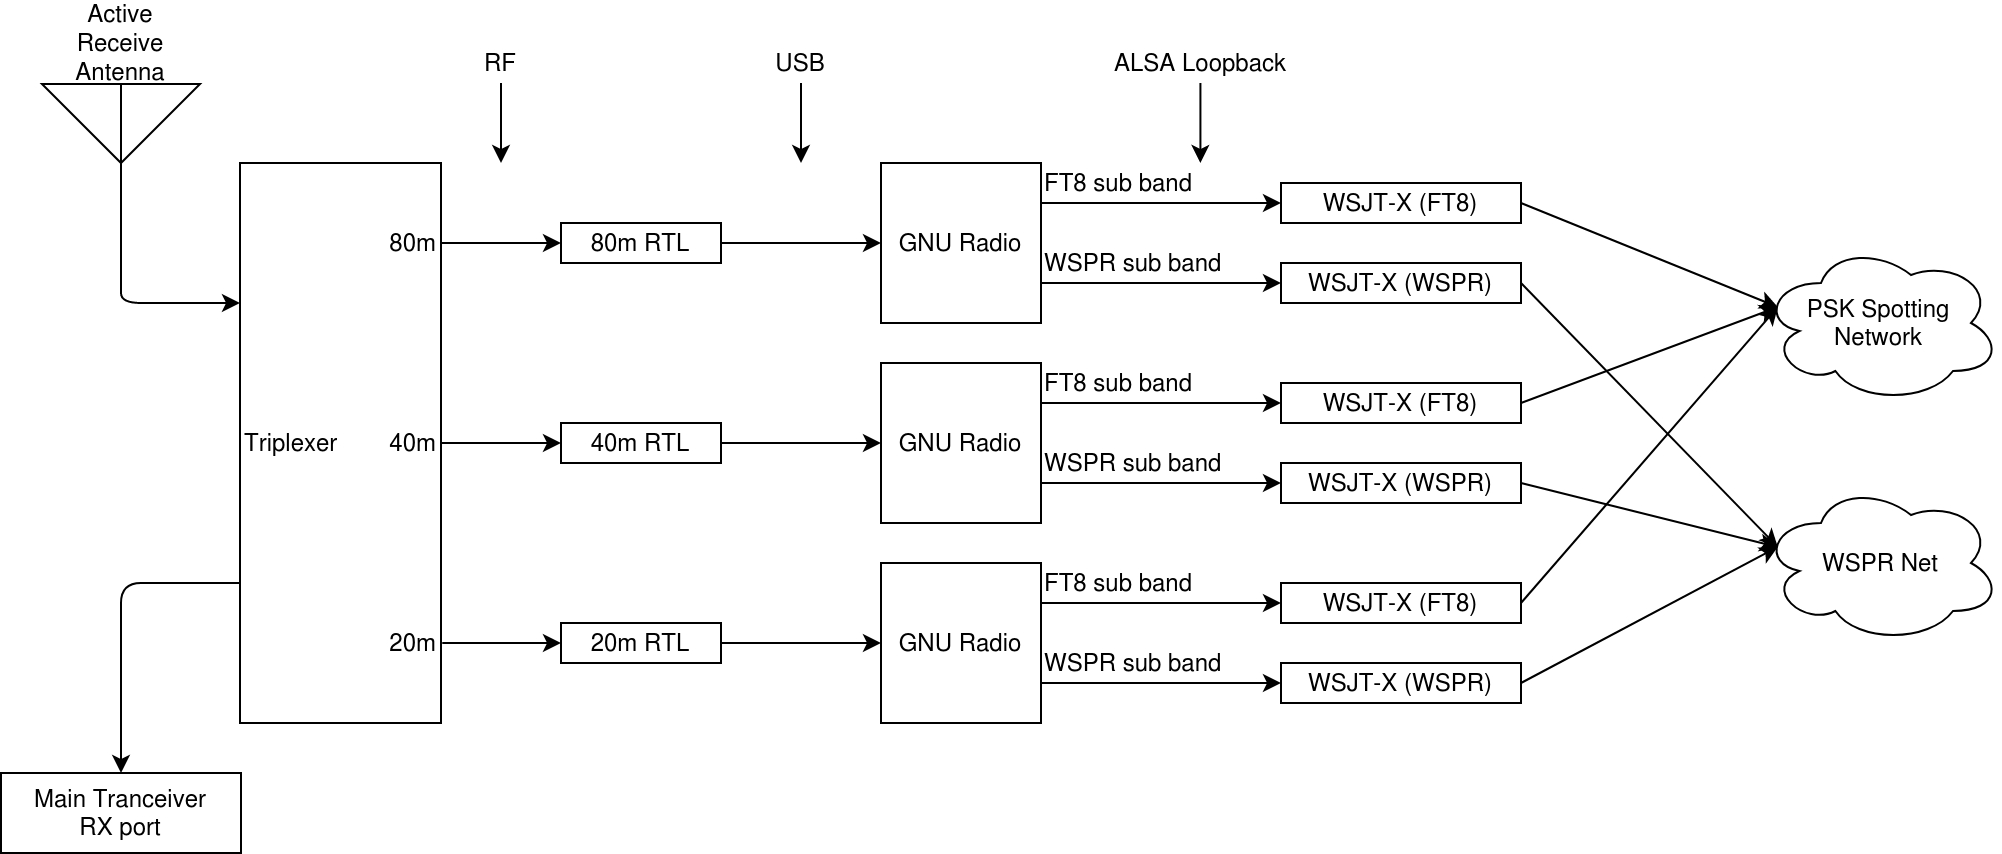 Active
Receive
Antenna
RF
USB
ALSA Loopback
Triplexer
80m
80m RTL
GNU Radio
FT8 sub band
WSJT-X (FT8)
WSPR sub band
WSJT-X (WSPR)
40m
40m RTL
GNU Radio
FT8 sub band
WSJT-X (FT8)
WSPR sub band
WSJT-X (WSPR)
20m
20m RTL
GNU Radio
FT8 sub band
WSJT-X (FT8)
WSPR sub band
WSJT-X (WSPR)
PSK Spotting
Network
WSPR Net
Main Tranceiver
RX port